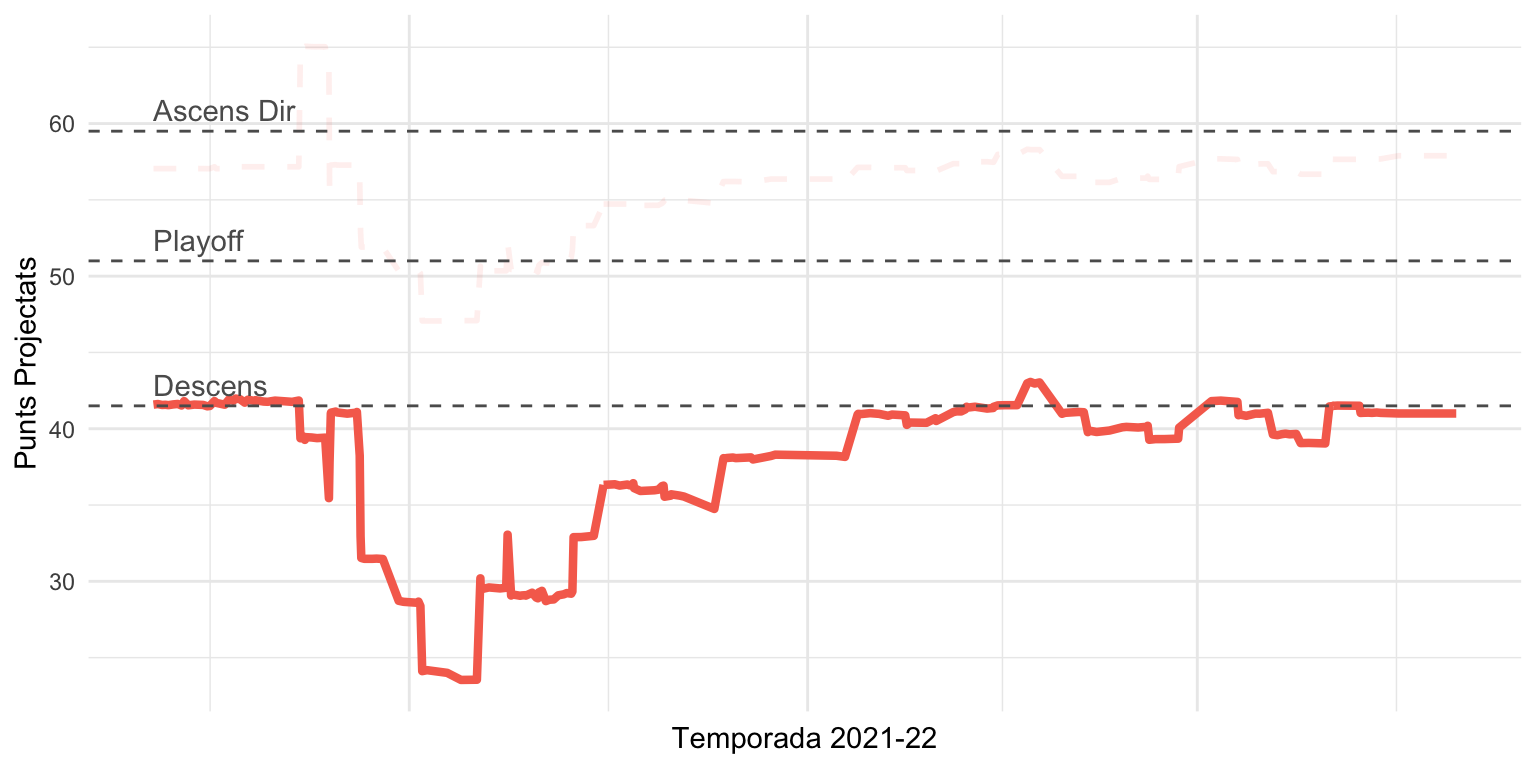 Ascens Dir
60
Playoff
50
Descens
40
30
Punts Projectats
Temporada 2021-22